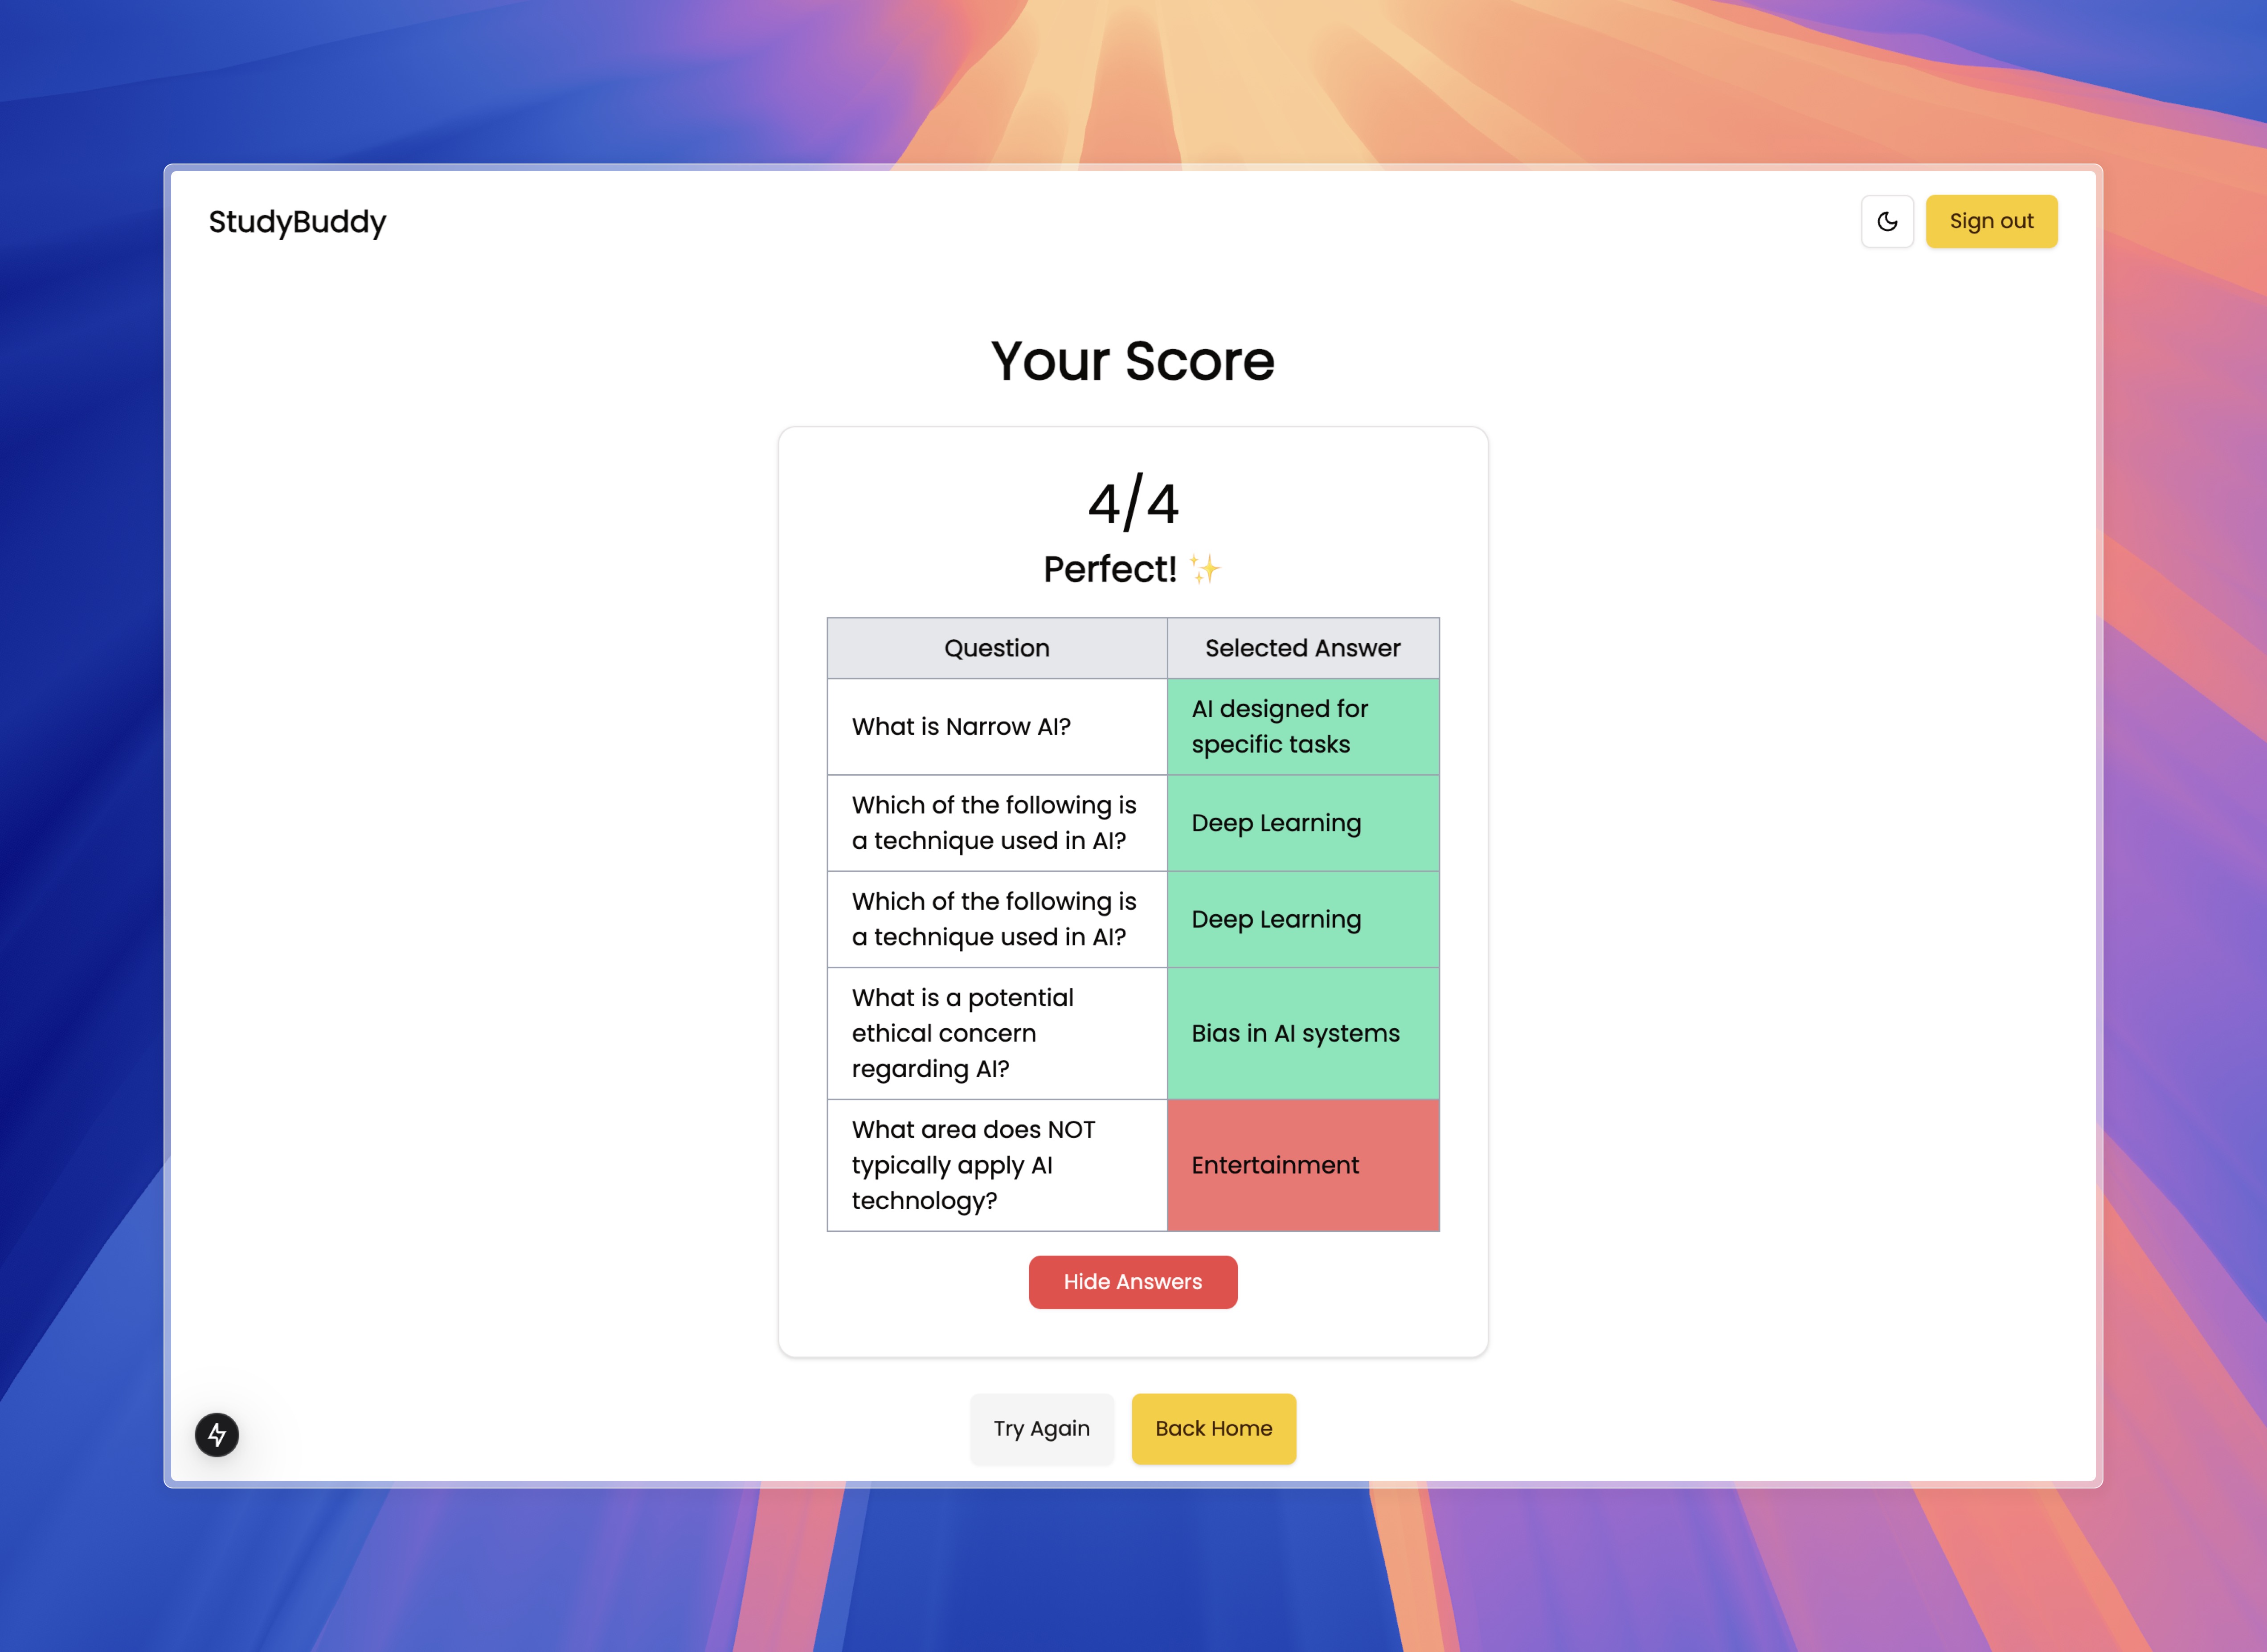 StudyBuddy
Sign out
Your Score
4/4
Perfect! ✨
Question
Selected Answer
What is Narrow AI?
AI designed for
specific tasks
Which of the following is
a technique used in AI?
Deep Learning
Which of the following is
a technique used in AI?
Deep Learning
What is a potential
ethical concern
regarding AI?
Bias in AI systems
What area does NOT
typically apply AI
technology?
Entertainment
Hide Answers
Try Again
Back Home